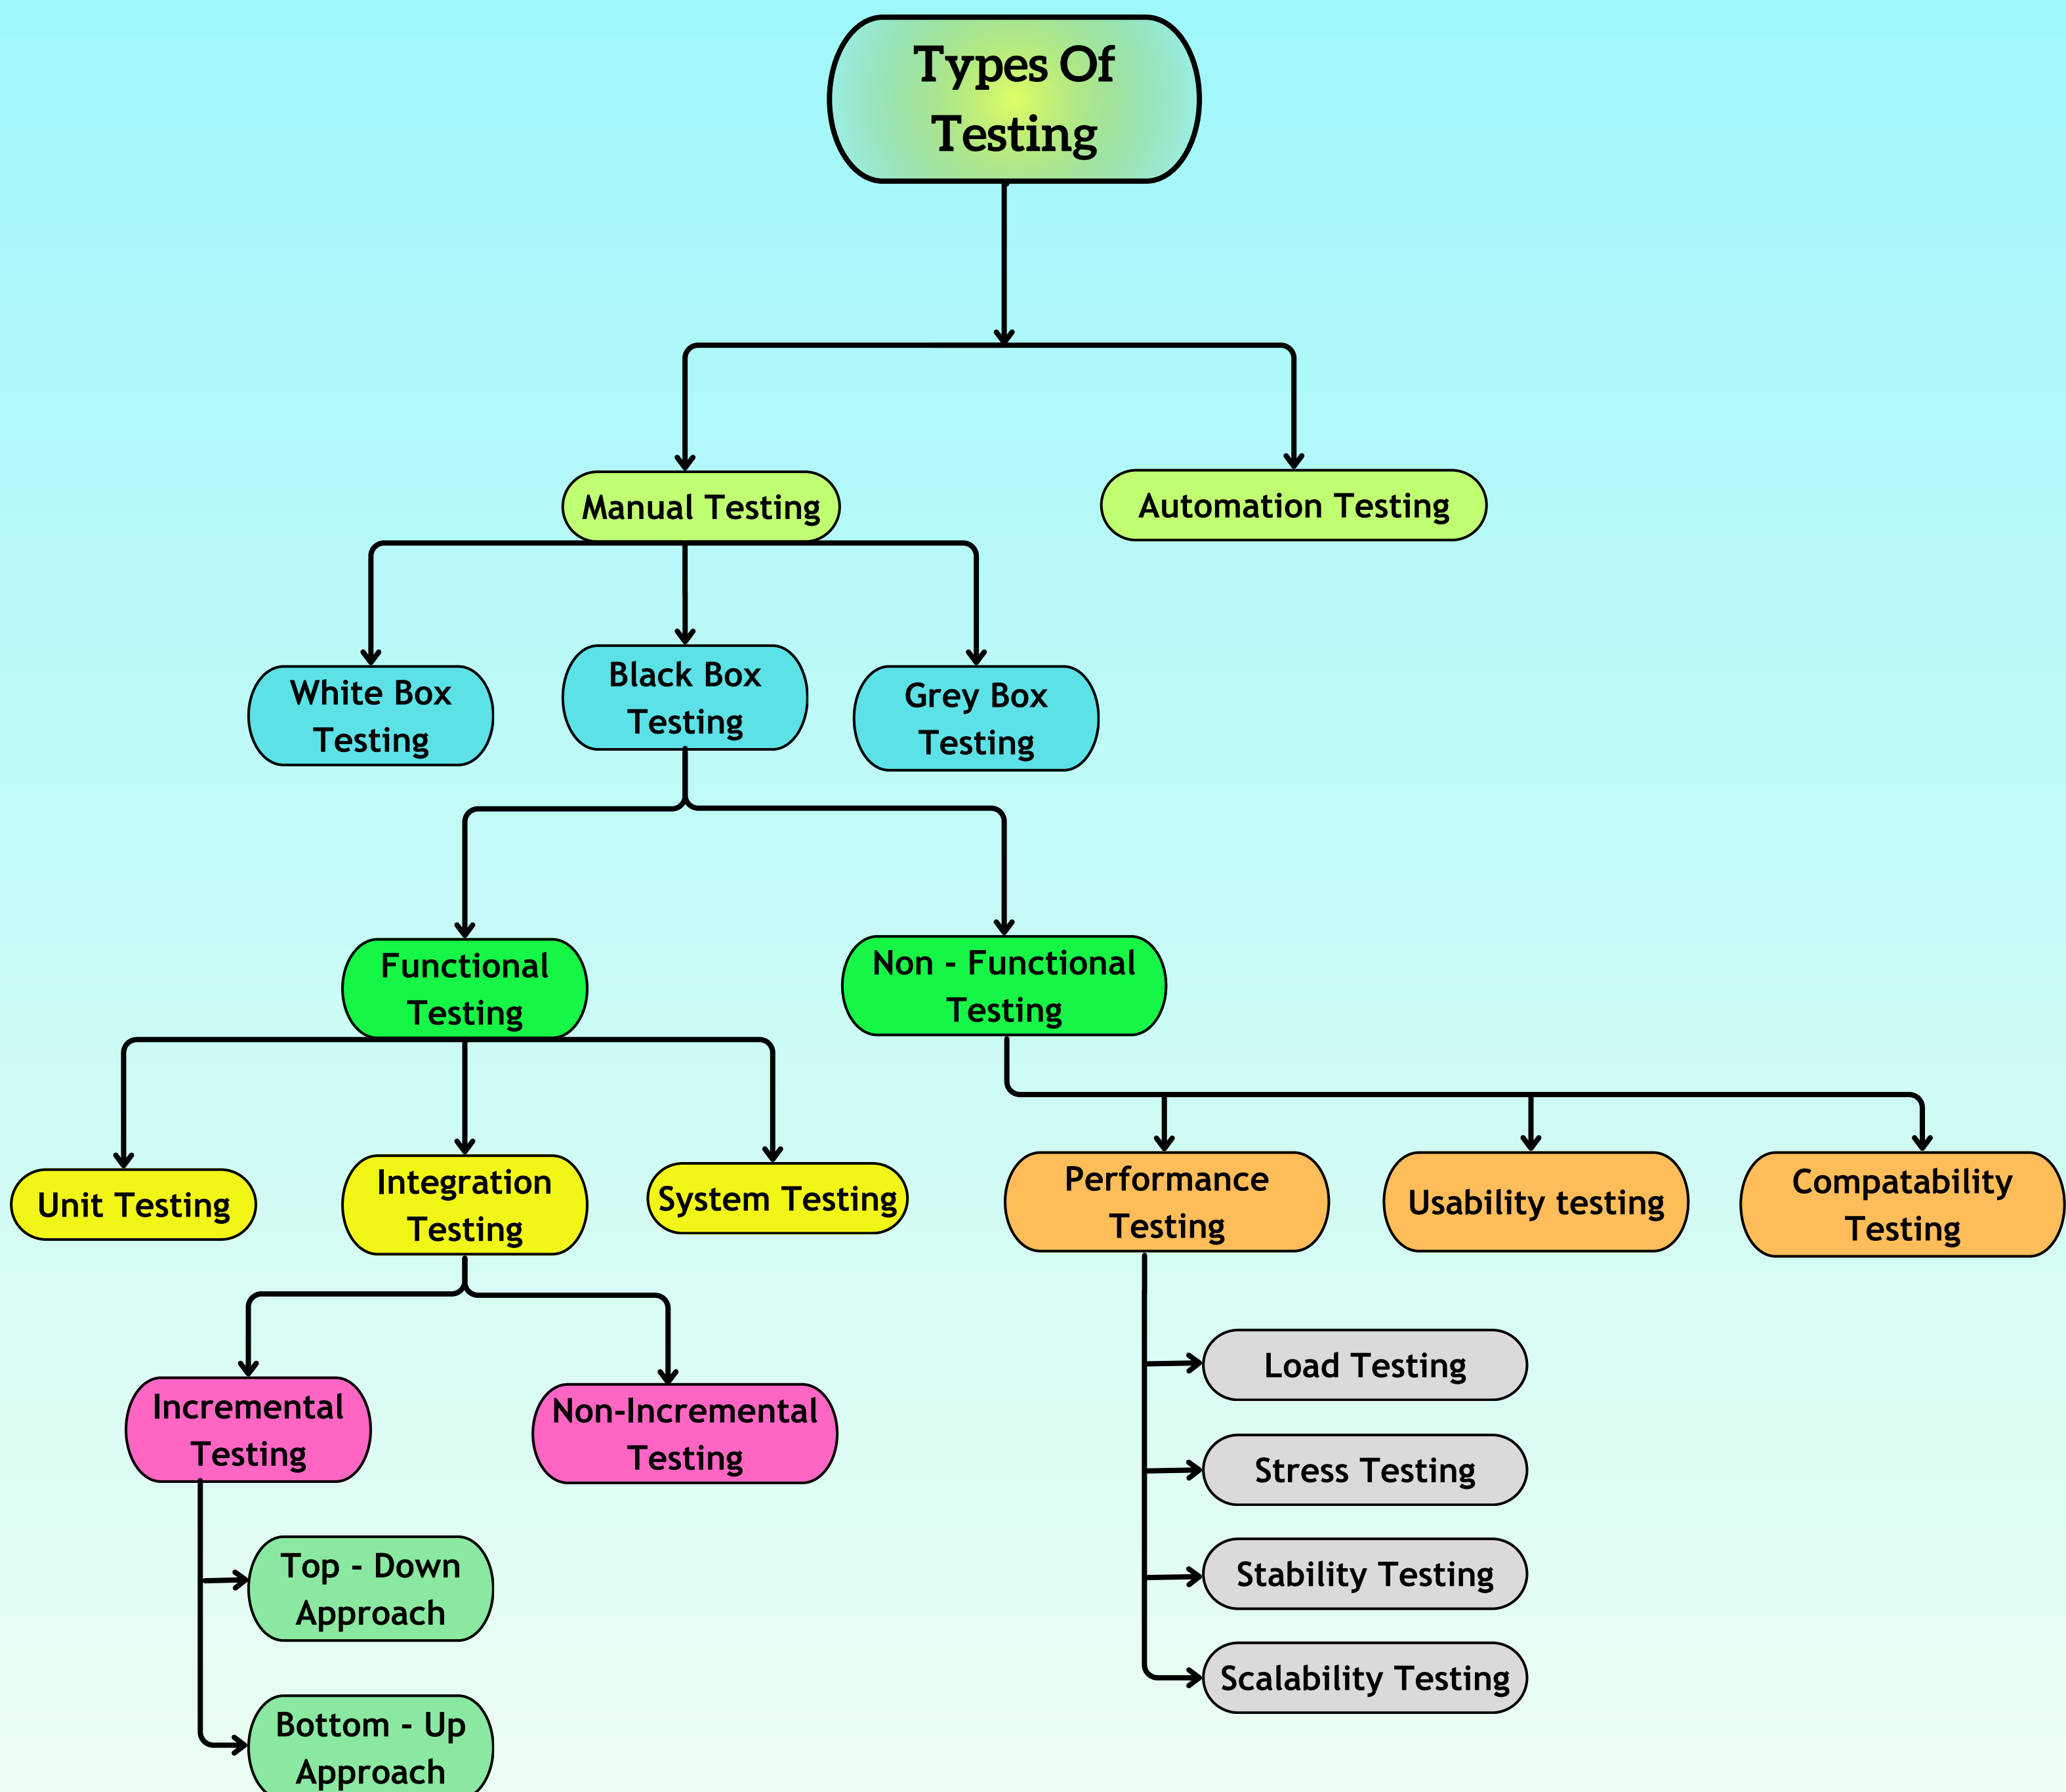 Types Of
Testing
Manual Testing
Automation Testing
White Box
Testing
Black Box
Testing
Grey Box
Testing
Functional
Testing
Non - Functional
Testing
Unit Testing
Integration
Testing
System Testing
Performance
Testing
Usability testing
Compatability
Testing
Incremental
Testing
Non-Incremental
Testing
Top - Down
Approach
Bottom - Up
Approach
Load Testing
Stress Testing
Stability Testing
Scalability Testing